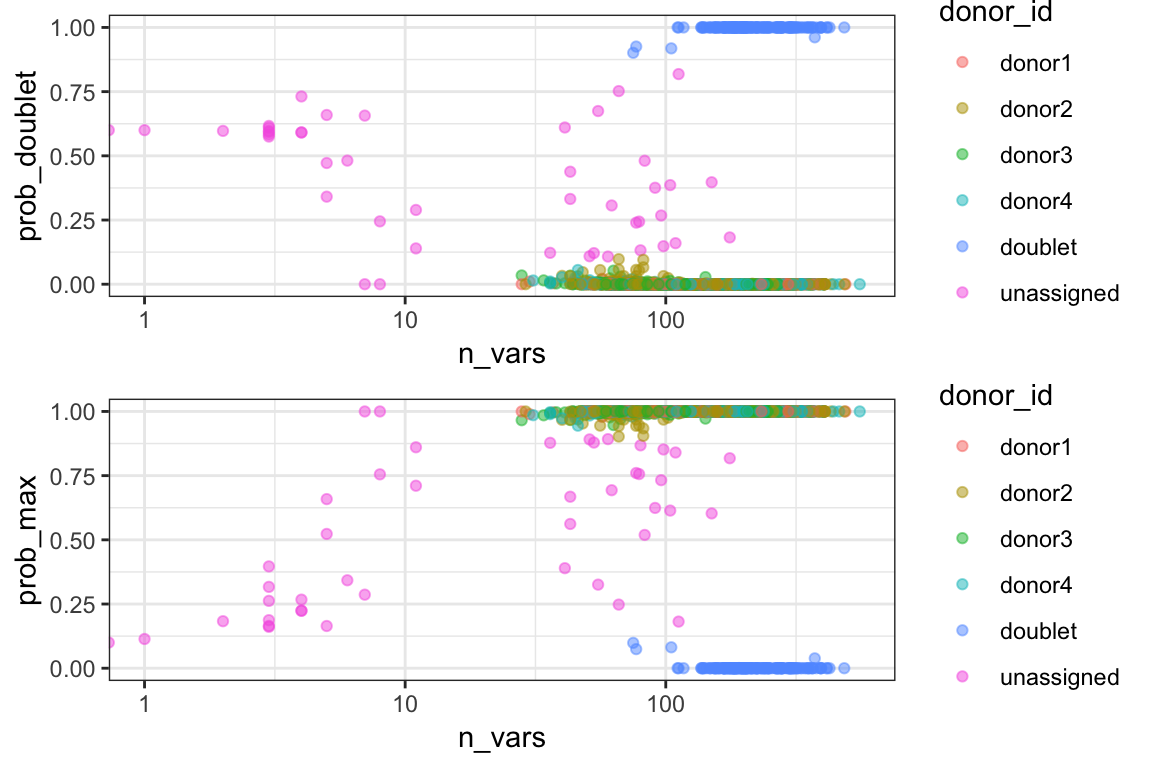 donor_id
donor1
donor2
donor3
donor4
doublet
unassigned
prob_doublet
1.00
0.75
0.50
0.25
0.00
1
10
100
n_vars
donor_id
donor1
donor2
donor3
donor4
doublet
unassigned
prob_max
1.00
0.75
0.50
0.25
0.00
1
10
100
n_vars